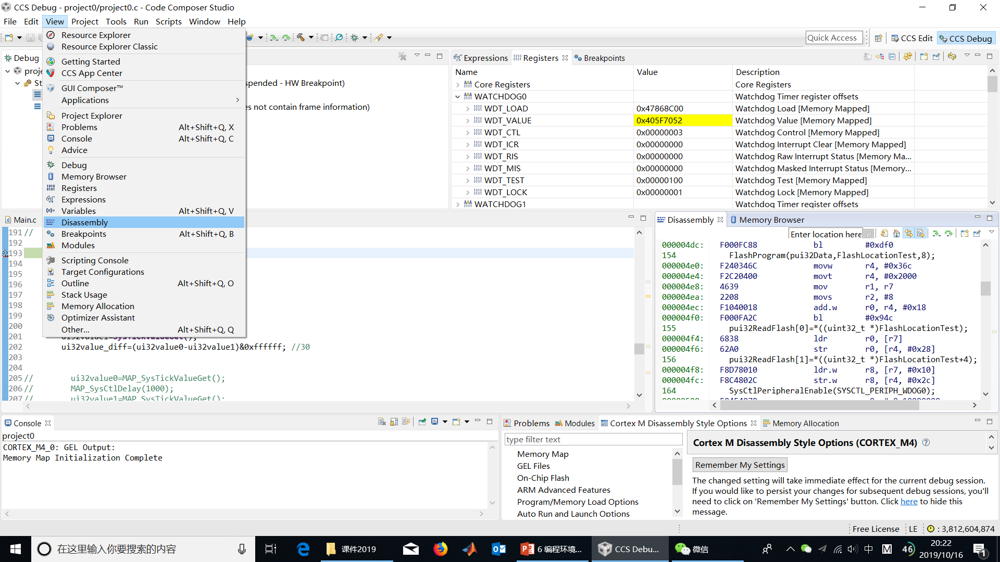 CCS Debug - project0/project0.c - Code Composer Studio
File Edit View Project Tools Run Scripts Window Help
Quick Access CCS Edit CCS Debug
Resource Explorer
Resource Explorer Classic
Getting Started
CCS App Center
GUI Composer™
Applications
Project Explorer
Problems Alt+Shift+Q, X
Console Alt+Shift+Q, C
Advice
Debug
Memory Browser
Registers
Expressions
Variables Alt+Shift+Q, V
Disassembly
Breakpoints Alt+Shift+Q, B
Modules
Scripting Console
Target Configurations
Outline Alt+Shift+Q, O
Stack Usage
Memory Allocation
Optimizer Assistant
Other... Alt+Shift+Q, Q
Debug
proje
St
spended - HW Breakpoint)
es not contain frame information)
Expressions Registers Breakpoints
Name Value Description
Core Registers Core Registers
WATCHDOG0 Watchdog Timer register offsets
WDT_LOAD 0x47868C00 Watchdog Load [Memory Mapped]
WDT_VALUE 0x405F7052 Watchdog Value [Memory Mapped]
WDT_CTL 0x00000003 Watchdog Control [Memory Mapped]
WDT_ICR 0x00000000 Watchdog Interrupt Clear [Memory Mapped]
WDT_RIS 0x00000000 Watchdog Raw Interrupt Status [Memory Ma...
WDT_MIS 0x00000000 Watchdog Masked Interrupt Status [Memory...
WDT_TEST 0x00000100 Watchdog Test [Memory Mapped]
WDT_LOCK 0x00000001 Watchdog Lock [Memory Mapped]
WATCHDOG1 Watchdog Timer register offsets
Main.c
191 //
192
193
194
195
196
197
198
199
200
201 ui32value1=SysTickValueGet();
202 ui32value_diff=(ui32value0-ui32value1)&0xffffff; //30
203
204
205 // ui32value0=MAP_SysTickValueGet();
206 // MAP_SysCtlDelay(1000);
207 // ui32value1=MAP_SysTickValueGet();
Disassembly Memory Browser
Enter location here
000004dc: F000FC88 bl #0xdf0
154 FlashProgram(pui32Data,FlashLocationTest,8);
000004e0: F240346C movw r4, #0x36c
000004e4: F2C20400 movt r4, #0x2000
000004e8: 4639 mov r1, r7
000004ea: 2208 movs r2, #8
000004ec: F1040018 add.w r0, r4, #0x18
000004f0: F000FA2C bl #0x94c
155 pui32ReadFlash[0]=*((uint32_t *)FlashLocationTest);
000004f4: 6838 ldr r0, [r7]
000004f6: 62A0 str r0, [r4, #0x28]
156 pui32ReadFlash[1]=*((uint32_t *)FlashLocationTest+4);
000004f8: F8D78010 ldr.w r8, [r7, #0x10]
000004fc: F8C4802C str.w r8, [r4, #0x2c]
164 SysCtlPeripheralEnable(SYSCTL_PERIPH_WDOG0);
Console
project0
CORTEX_M4_0: GEL Output:
Memory Map Initialization Complete
Problems Modules Cortex M Disassembly Style Options Memory Allocation
type filter text
Memory Map
GEL Files
On-Chip Flash
ARM Advanced Features
Program/Memory Load Options
Auto Run and Launch Options
Cortex M Disassembly Style Options (CORTEX_M4)
Remember My Settings
The changed setting will take immediate effect for the current debug session.
If you would like to persist your changes for subsequent debug sessions, you'll
need to click on 'Remember My Settings' button. Click here to hide this
message.
Free License LE : 3,812,604,874
在这里输入你要搜索的内容
课件2019
6 编程环境...
CCS Debu...
微信
中 M 46
20:22
2019/10/16
1